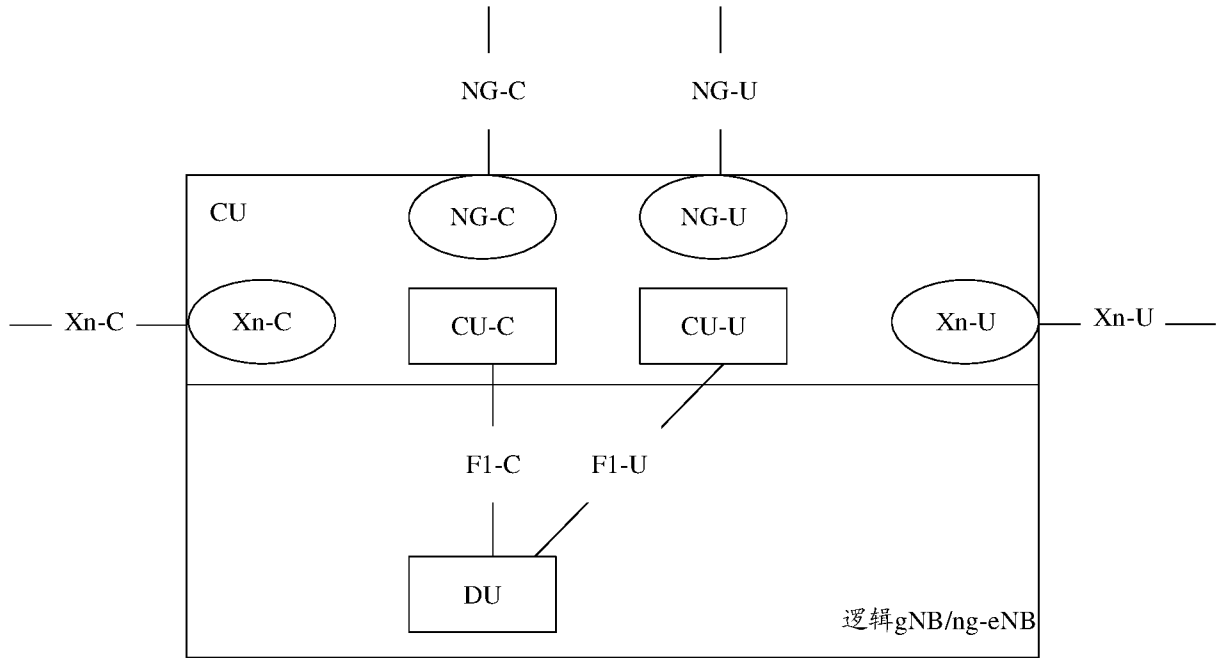 NG-C NG-U
CU NG-C NG-U
Xn-C Xn-C CU-C CU-U Xn-U Xn-U
F1-C F1-U
DU
逻辑gNB/ng-eNB